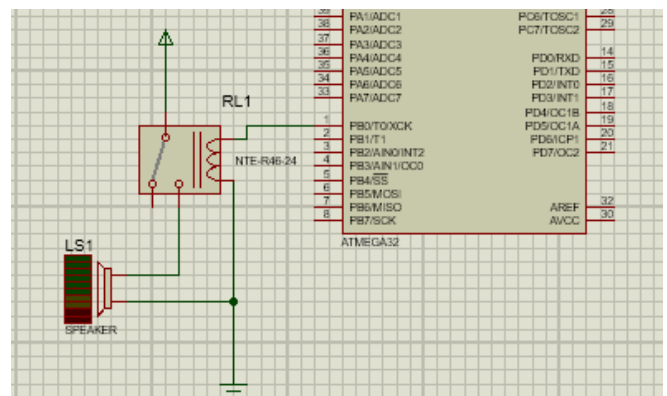 39 PA1/ADC1
38 PA2/ADC2
37 PA3/ADC3
36 PA4/ADC4
35 PA5/ADC5
34 PA6/ADC6
33 PA7/ADC7
1 PB0/T0/XCK
2 PB1/T1
3 PB2/AIN0/INT2
4 PB3/AIN1/OC0
5 PB4/SS
6 PB5/MOSI
7 PB6/MISO
8 PB7/SCK
PC6/TOSC1 28
PC7/TOSC2 29
PD0/RXD 14
PD1/TXD 15
PD2/INT0 16
PD3/INT1 17
PD4/OC1B 18
PD5/OC1A 19
PD6/ICP1 20
PD7/OC2 21
AREF 32
AVCC 30
ATMEGA32
RL1
NTE-R46-24
LS1
SPEAKER